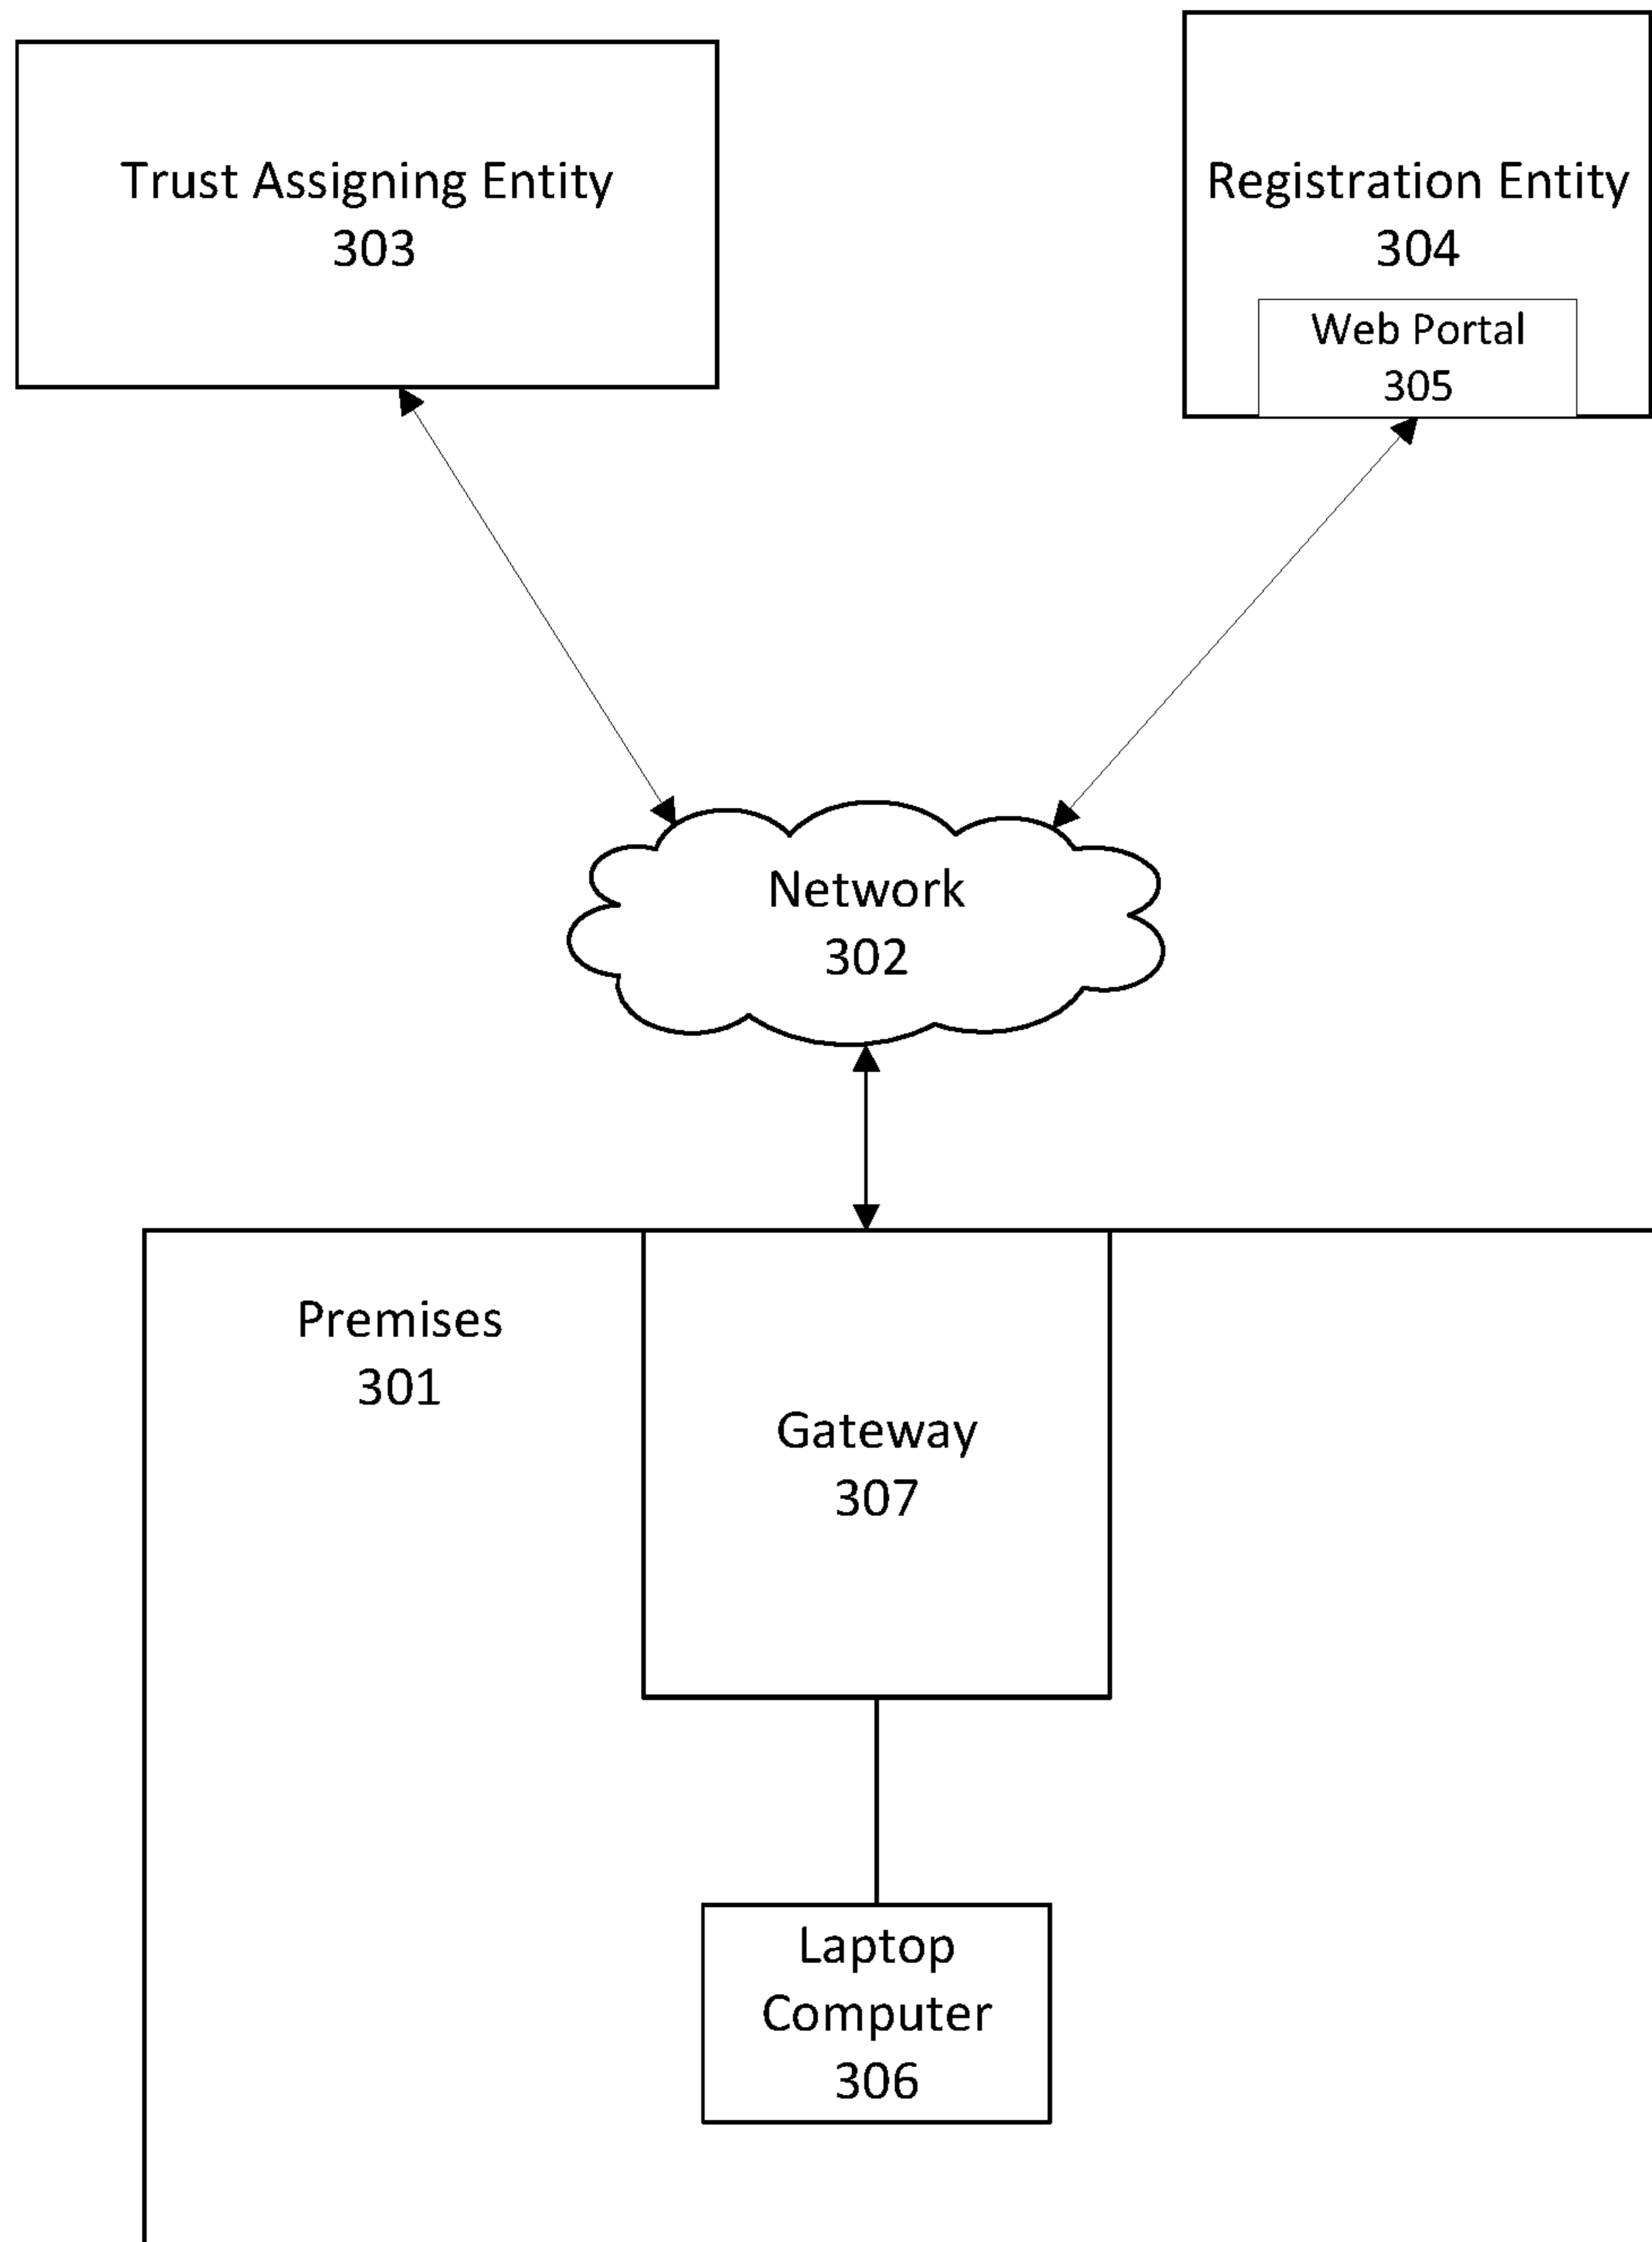 Trust Assigning Entity
303
Registration Entity
304
Web Portal
305
Network
302
Premises
301
Gateway
307
Laptop
Computer
306